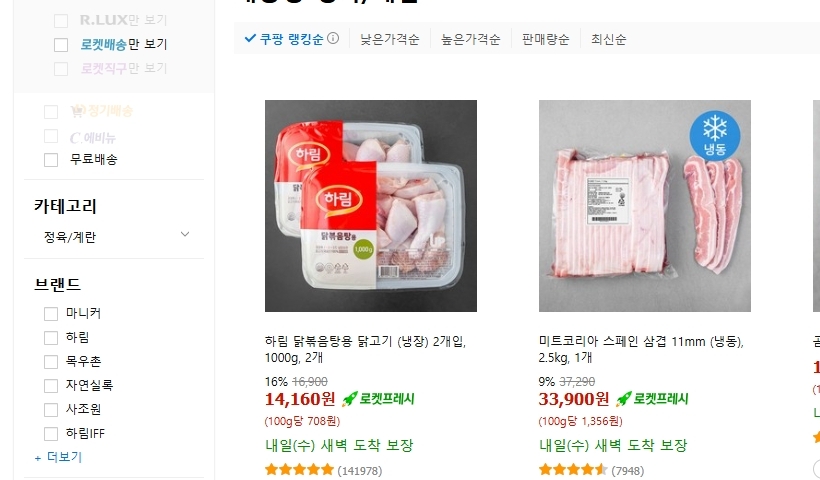 R.LUX만 보기
로켓배송만 보기
로켓직구만 보기
정기배송
C.에비뉴
무료배송
카테고리
정육/계란
브랜드
마니커
하림
목우촌
자연실록
사조원
하림IFF
+ 더보기
쿠팡 랭킹순
낮은가격순
높은가격순
판매량순
최신순
하림
하림
닭볶음탕용
1,000g
하림 닭볶음탕용 닭고기 (냉장) 2개입,
1000g, 2개
16% 16,900
14,160원 로켓프레시
(100g당 708원)
내일(수) 새벽 도착 보장
(141978)
냉동
미트코리아 스페인 삼겹 11mm (냉동),
2.5kg, 1개
9% 37,290
33,900원 로켓프레시
(100g당 1,356원)
내일(수) 새벽 도착 보장
(7948)